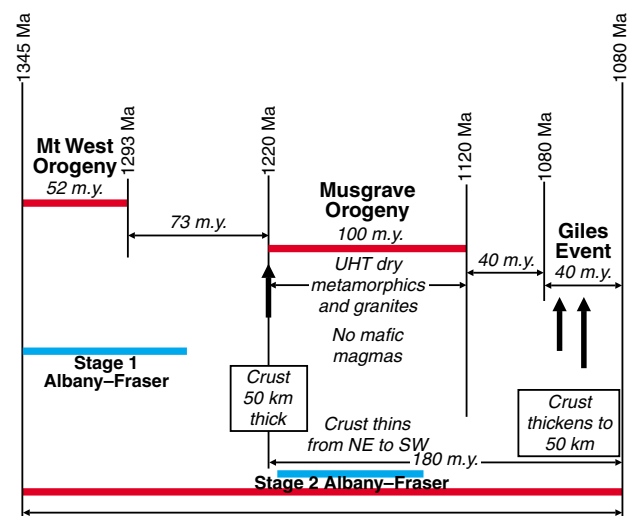 1345 Ma
1080 Ma
1293 Ma
1220 Ma
1120 Ma
1080 Ma
Mt West
Orogeny
52 m.y.
73 m.y.
Musgrave
Orogeny
100 m.y.
UHT dry
metamorphics
and granites
No mafic
magmas
40 m.y.
Giles
Event
40 m.y.
Stage 1
Albany–Fraser
Crust
50 km
thick
Crust thins
from NE to SW
Crust
thickens to
50 km
180 m.y.
Stage 2 Albany–Fraser